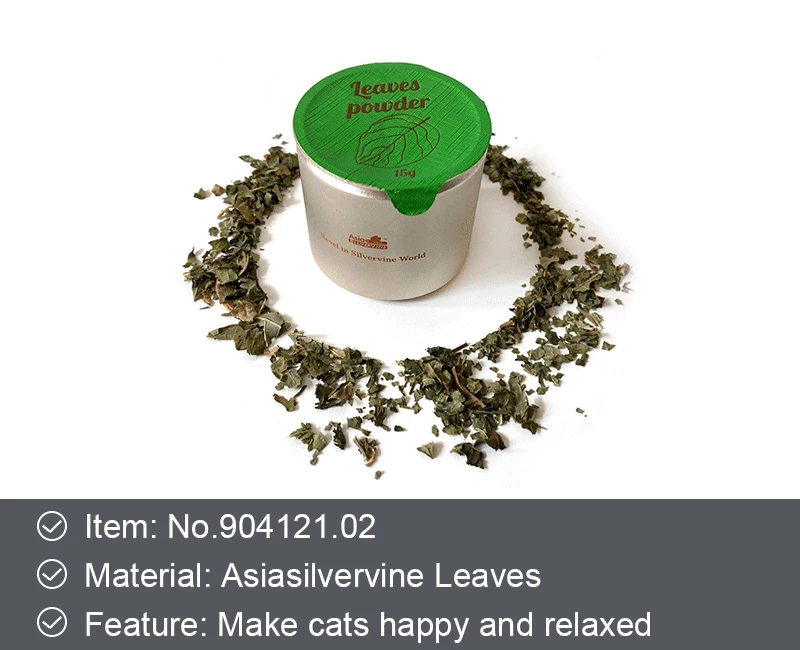 Leaves
powder
15g
Revel in Silvervine World
Item: No.904121.02
Material: Asiasilvervine Leaves
Feature: Make cats happy and relaxed